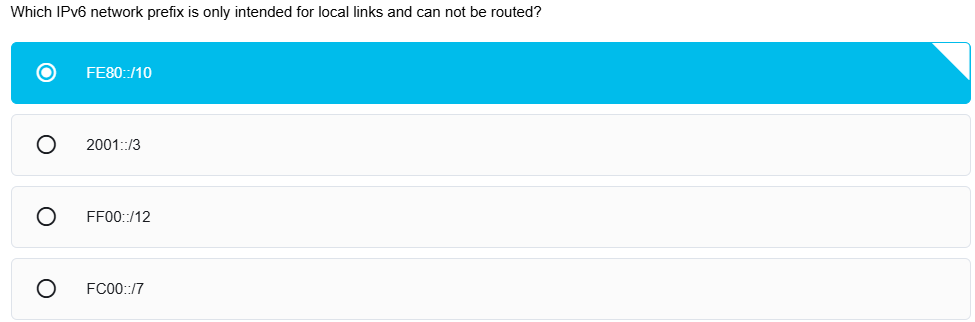 Which IPv6 network prefix is only intended for local links and can not be routed?
FE80::/10
2001::/3
FF00::/12
FC00::/7